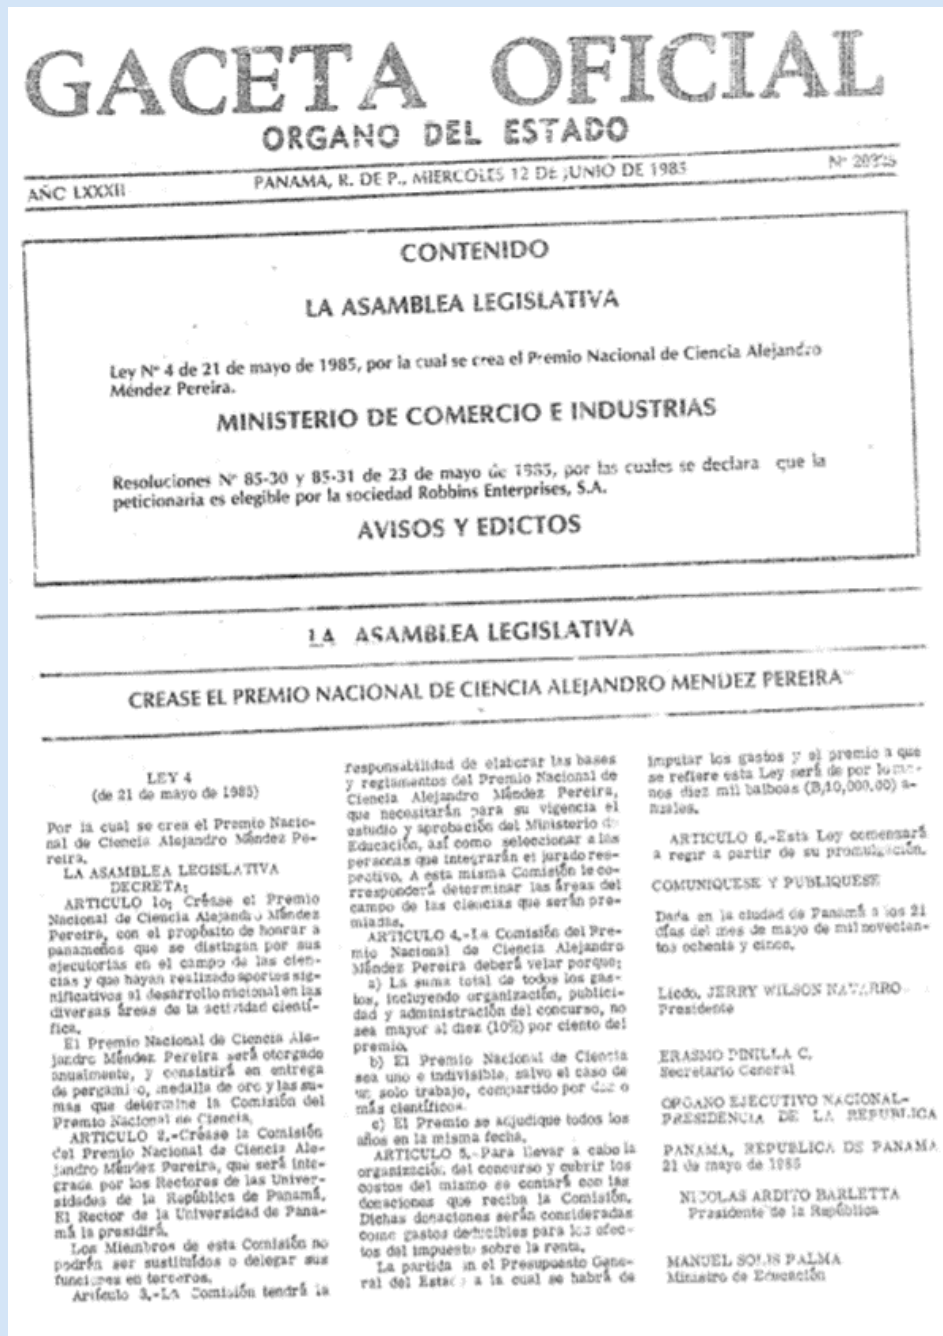 GACETA OFICIAL
ORGANO DEL ESTADO
AÑO LXXXII
PANAMA, R. DE P., MIERCOLES 12 DE JUNIO DE 1985
Nº
CONTENIDO
LA ASAMBLEA LEGISLATIVA
Ley Nº 4 de 21 de mayo de 1985, por la cual se crea el Premio Nacional de Ciencia Alejandro
Méndez Pereira.
MINISTERIO DE COMERCIO E INDUSTRIAS
Resoluciones Nº 85-30 y 85-31 de 23 de mayo de 1985, por las cuales se declara que la
peticionaria es elegible por la sociedad Robbins Enterprises, S.A.
AVISOS Y EDICTOS
LA ASAMBLEA LEGISLATIVA
CREASE EL PREMIO NACIONAL DE CIENCIA ALEJANDRO MENDEZ PEREIRA
LEY 4
(de 21 de mayo de 1985)
Por la cual se crea el Premio Nacio-
nal de Ciencia Alejandro Méndez Pe-
reira.
LA ASAMBLEA LEGISLATIVA
DECRETA:
ARTICULO 1o; Créase el Premio
Nacional de Ciencia Alejandro Méndez
Pereira, con el propósito de honrar a
panameños que se distingan por sus
ejecutorias en el campo de las cien-
cias y que hayan realizado aportes sig-
nificativos al desarrollo nacional en las
diversas áreas de la actividad cientí-
fica.
El Premio Nacional de Ciencia Ale-
jandro Méndez Pereira será otorgado
anualmente, y consistirá en entrega
de pergamino, medalla de oro y las su-
mas que determine la Comisión del
Premio Nacional de Ciencia.
ARTICULO 2.-Créase la Comisión
del Premio Nacional de Ciencia Ale-
jandro Méndez Pereira, que será inte-
grada por los Rectores de las Univer-
sidades de la República de Panamá.
El Rector de la Universidad de Pana-
má la presidirá.
Los Miembros de esta Comisión no
podrán ser sustituídos o delegar sus
funciones en terceros.
Artículo 3.-La Comisión tendrá la
responsabilidad de elaborar las bases
y reglamentos del Premio Nacional de
Ciencia Alejandro Méndez Pereira,
que necesitarán para su vigencia el
estudio y aprobación del Ministerio de
Educación, así como seleccionar a las
personas que integrarán el jurado res-
pectivo. A esta misma Comisión le co-
rresponderá determinar las áreas del
campo de las ciencias que serán pre-
miadas.
ARTICULO 4.-La Comisión del Pre-
mio Nacional de Ciencia Alejandro
Méndez Pereira deberá velar porque:
a) La suma total de todos los gas-
tos, incluyendo organización, publici-
dad y administración del concurso, no
sea mayor al diez (10%) por ciento del
premio.
b) El Premio Nacional de Ciencia
sea uno e indivisible, salvo el caso de
un solo trabajo, compartido por dos o
más científicos.
c) El Premio se adjudique todos los
años en la misma fecha.
ARTICULO 5.-Para llevar a cabo la
organización del concurso y cubrir los
costos del mismo se contará con las
donaciones que reciba la Comisión.
Dichas donaciones serán consideradas
como gastos deducibles para los efec-
tos del impuesto sobre la renta.
La partida en el Presupuesto Gene-
ral del Estado a la cual se habrá de
imputar los gastos y el premio a que
se refiere esta Ley será de por lo me-
nos diez mil balboas (B/.10,000.00) a-
nuales.
ARTICULO 6.-Esta Ley comensará
a regir a partir de su promulgación.
COMUNIQUESE Y PUBLIQUESE
Dada en la ciudad de Panamá a los 21
días del mes de mayo de mil novecien-
tos ochenta y cinco.
Licdo. JERRY WILSON NAVARRO
Presidente
ERASMO PINILLA C.
Secretario General
ORGANO EJECUTIVO NACIONAL-
PRESIDENCIA DE LA REPUBLICA
PANAMA, REPUBLICA DE PANAMA
21 de mayo de 1985
NICOLAS ARDITO BARLETTA
Presidente de la República
MANUEL SOLIS PALMA
Ministro de Educación